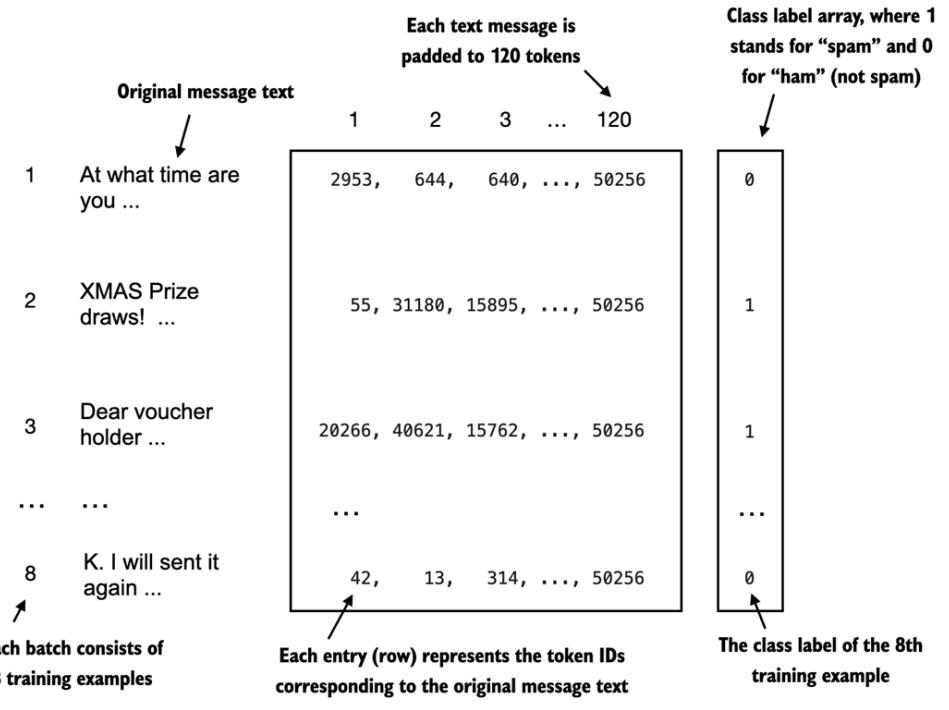 Class label array, where 1
stands for “spam” and 0
for “ham” (not spam)
Each text message is
padded to 120 tokens
Original message text
1 2 3 ... 120
1 At what time are
you ...
2953, 644, 640, ..., 50256 0
2 XMAS Prize
draws! ...
55, 31180, 15895, ..., 50256 1
3 Dear voucher
holder ...
20266, 40621, 15762, ..., 50256 1
... ... ... ...
8 K. I will sent it
again ...
42, 13, 314, ..., 50256 0
batch consists of
training examples
Each entry (row) represents the token IDs
corresponding to the original message text
The class label of the 8th
training example